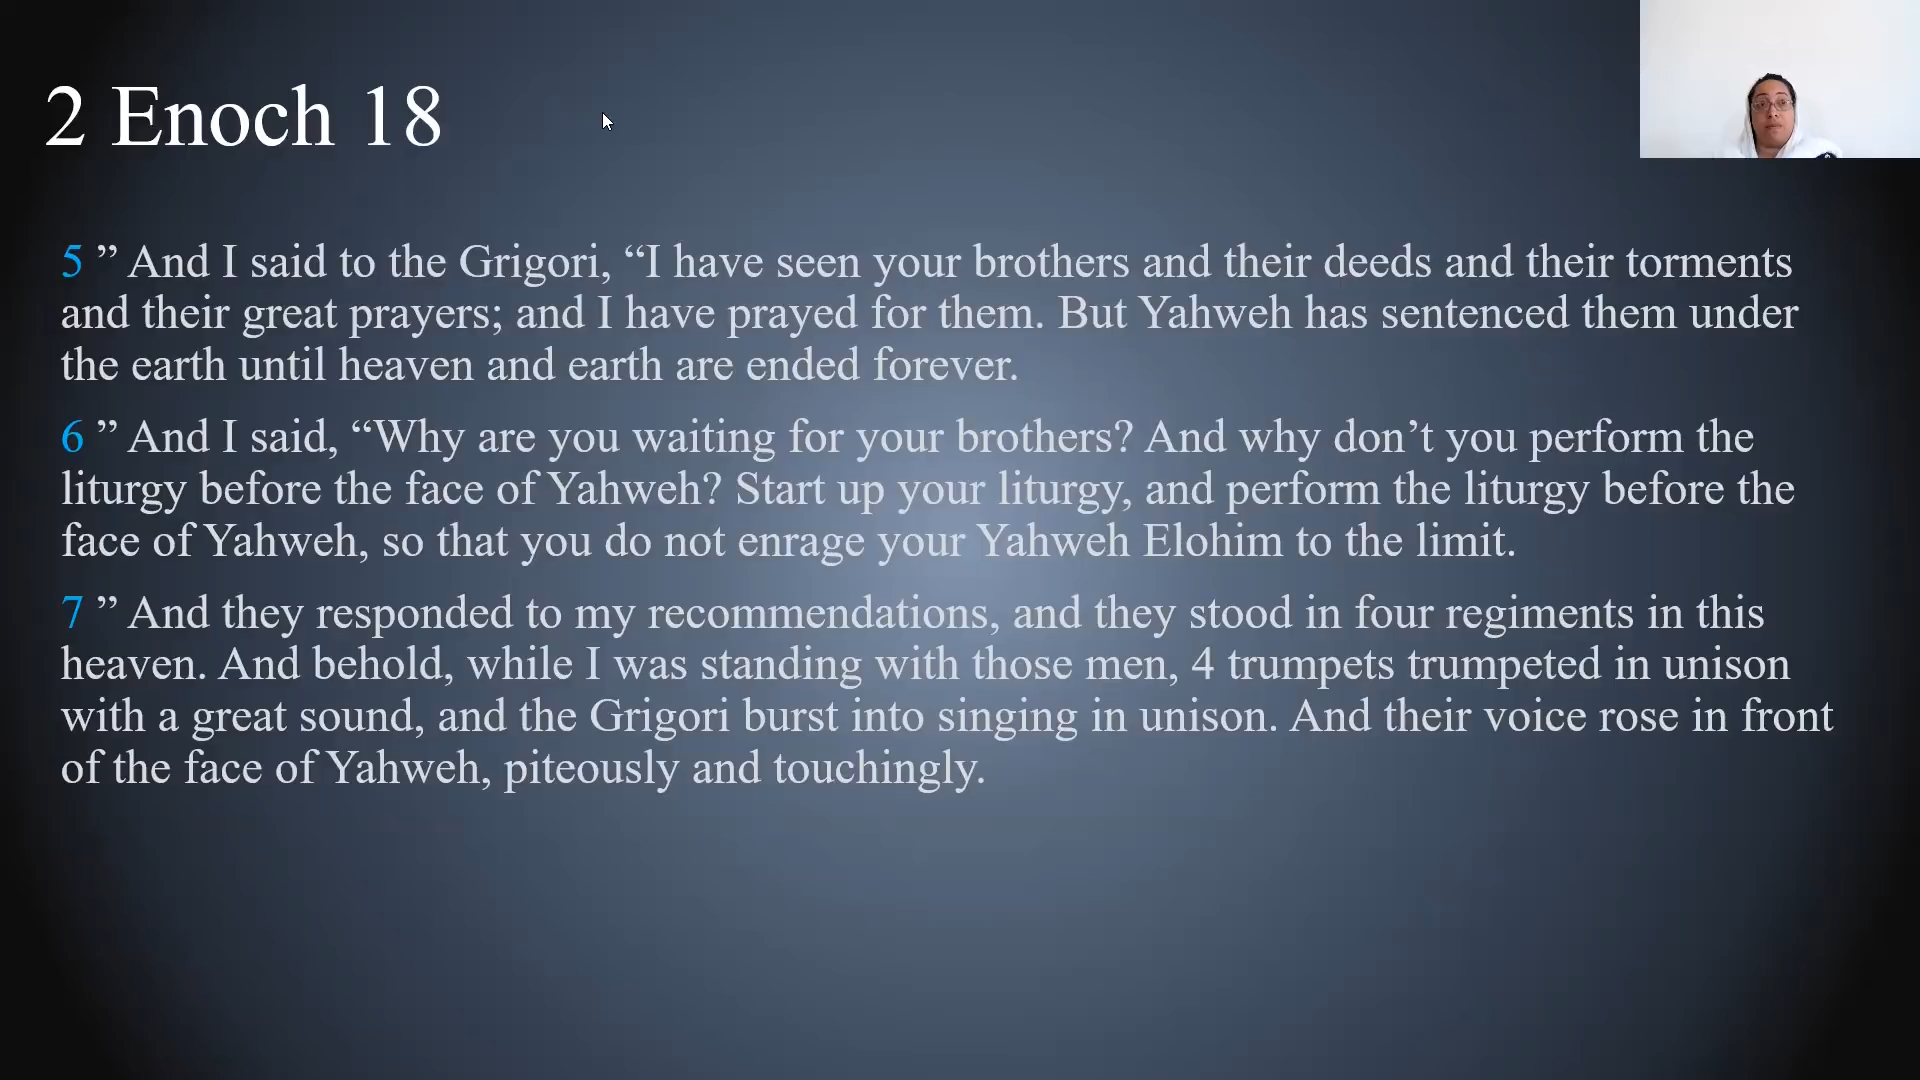 2 Enoch 18
5 ” And I said to the Grigori, “I have seen your brothers and their deeds and their torments
and their great prayers; and I have prayed for them. But Yahweh has sentenced them under
the earth until heaven and earth are ended forever.
6 ” And I said, “Why are you waiting for your brothers? And why don’t you perform the
liturgy before the face of Yahweh? Start up your liturgy, and perform the liturgy before the
face of Yahweh, so that you do not enrage your Yahweh Elohim to the limit.
7 ” And they responded to my recommendations, and they stood in four regiments in this
heaven. And behold, while I was standing with those men, 4 trumpets trumpeted in unison
with a great sound, and the Grigori burst into singing in unison. And their voice rose in front
of the face of Yahweh, piteously and touchingly.